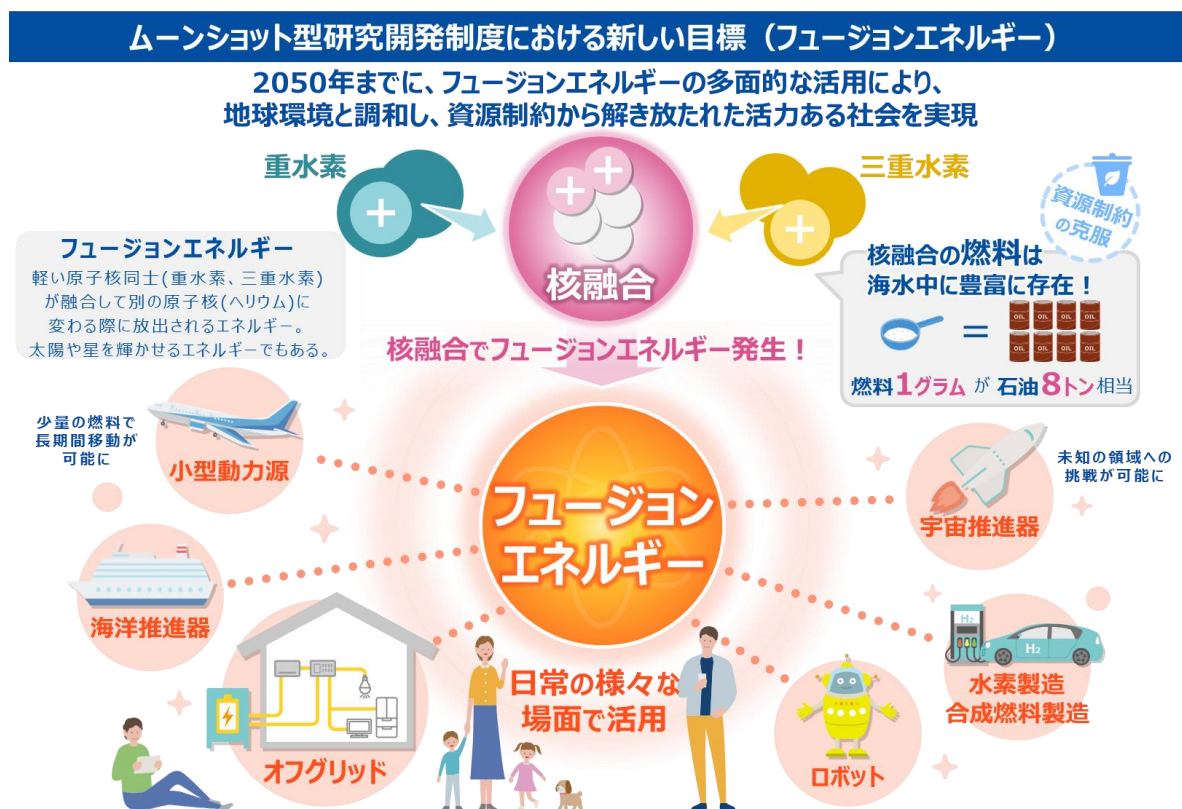 ムーンショット型研究開発制度における新しい目標（フュージョンエネルギー）
2050年までに、フュージョンエネルギーの多面的な活用により、
地球環境と調和し、資源制約から解き放たれた活力ある社会を実現
重水素
三重水素
核融合
資源制約
の克服
フュージョンエネルギー
軽い原子核同士(重水素、三重水素)
が融合して別の原子核(ヘリウム)に
変わる際に放出されるエネルギー。
太陽や星を輝かせるエネルギーでもある。
核融合の燃料は
海水中に豊富に存在！
=
OIL OIL OIL OIL
OIL OIL OIL OIL
燃料1グラム が 石油8トン相当
核融合でフュージョンエネルギー発生！
少量の燃料で
長期間移動が
可能に
小型動力源
フュージョン
エネルギー
未知の領域への
挑戦が可能に
宇宙推進器
海洋推進器
H₂
H₂
水素製造
合成燃料製造
日常の様々な
場面で活用
オフグリッド
ロボット